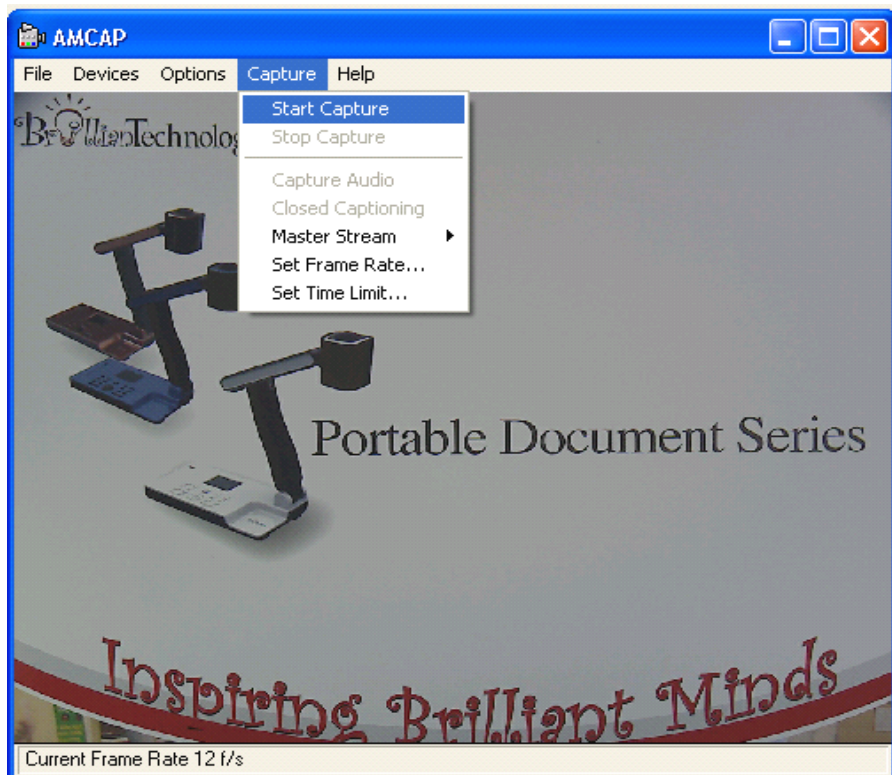 AMCAP
File Devices Options Capture Help
Start Capture
Stop Capture
Capture Audio
Closed Captioning
Master Stream
Set Frame Rate...
Set Time Limit...
Portable Document Series
Inspiring Brilliant Minds
Current Frame Rate 12 f/s